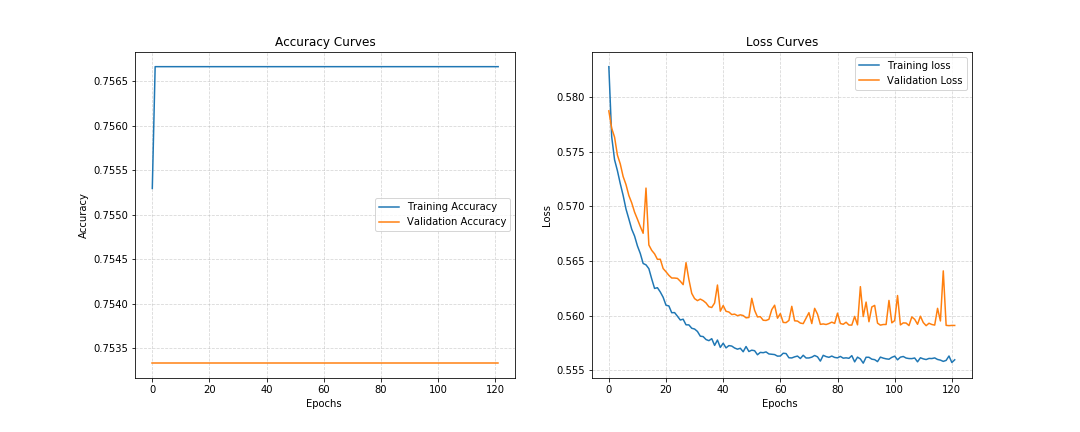 Accuracy Curves
0.7565
0.7560
0.7555
0.7550
0.7545
0.7540
0.7535
Accuracy
Training Accuracy
Validation Accuracy
0 20 40 60 80 100 120
Epochs
Loss Curves
0.580
0.575
0.570
0.565
0.560
0.555
Loss
Training loss
Validation Loss
0 20 40 60 80 100 120
Epochs